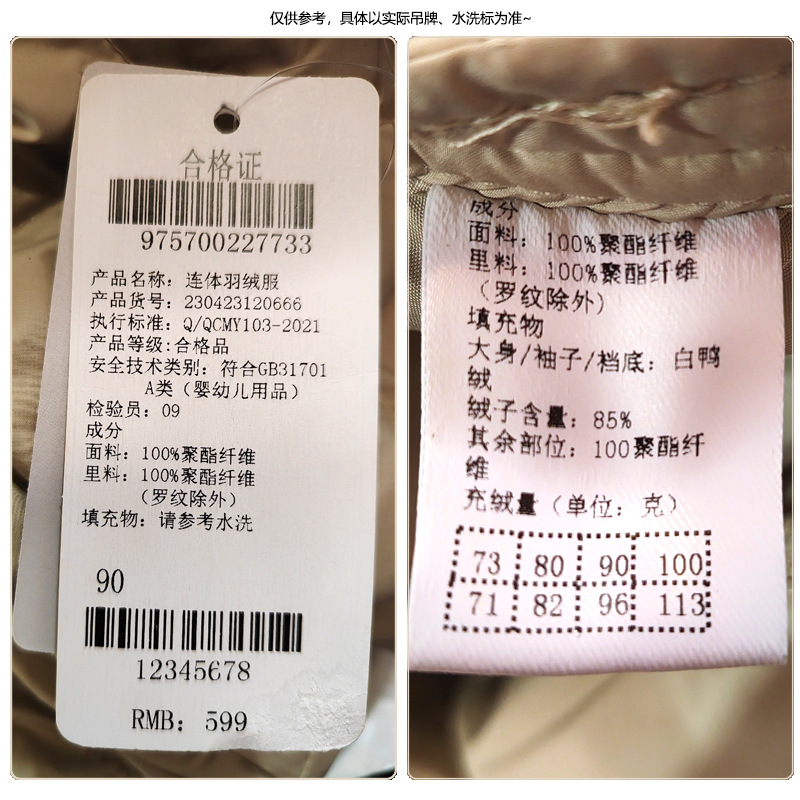 仅供参考，具体以实际吊牌、水洗标为准~
合格证
975700227733
产品名称：连体羽绒服
产品货号：230423120666
执行标准：Q/QCMY103-2021
产品等级:合格品
安全技术类别：符合GB31701
A类（婴幼儿用品）
检验员：09
成分
面料：100%聚酯纤维
里料：100%聚酯纤维
（罗纹除外）
填充物：请参考水洗
90
12345678
RMB：599
成分
面料：100%聚酯纤维
里料：100%聚酯纤维
（罗纹除外）
填充物
大身/袖子/档底：白鸭
绒
绒子含量：85%
其余部位：100聚酯纤
维
充绒量（单位：克）
73 80 90 100
71 82 96 113